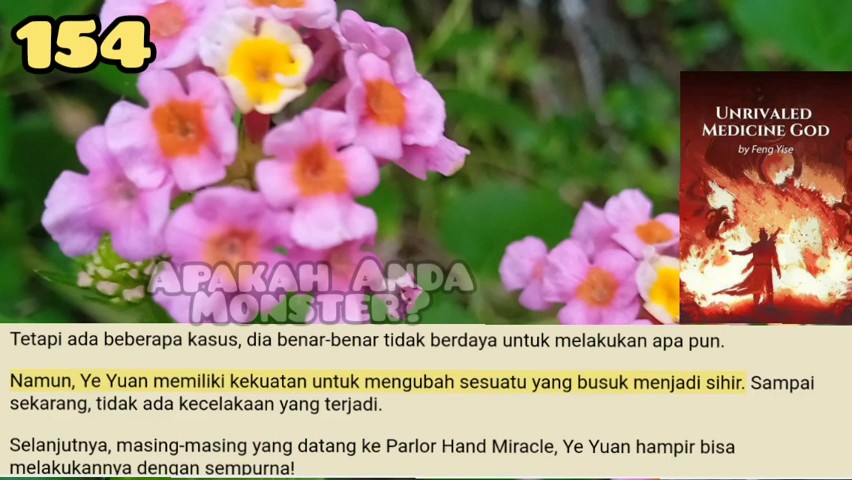 154
UNRIVALED
MEDICINE GOD
by Feng Yise
APAKAH ANDA
MONSTER?
Tetapi ada beberapa kasus, dia benar-benar tidak berdaya untuk melakukan apa pun.
Namun, Ye Yuan memiliki kekuatan untuk mengubah sesuatu yang busuk menjadi sihir. Sampai
sekarang, tidak ada kecelakaan yang terjadi.
Selanjutnya, masing-masing yang datang ke Parlor Hand Miracle, Ye Yuan hampir bisa
melakukannya dengan sempurna!